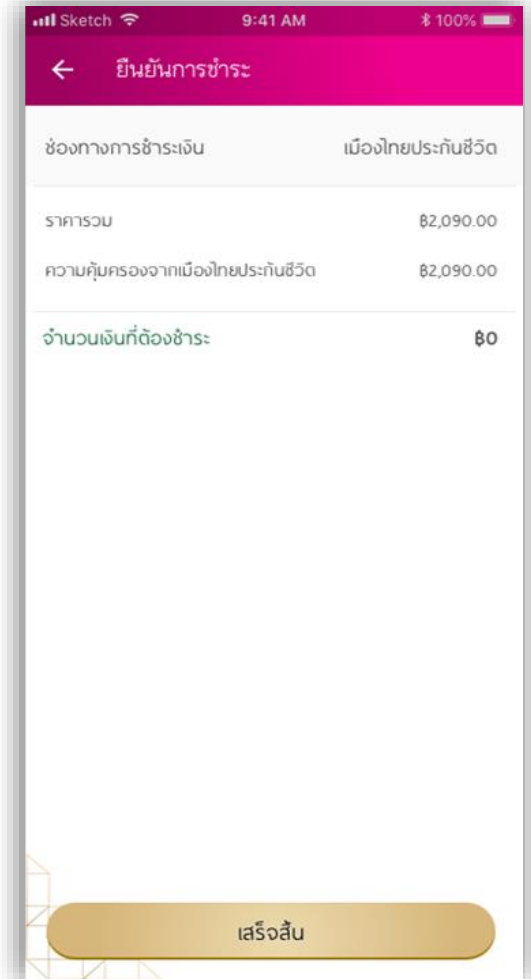 Sketch 9:41 AM 100%
ยืนยันการชำระ
ช่องทางการชำระเงิน เมืองไทยประกันชีวิต
ราคารวม ฿2,090.00
ความคุ้มครองจากเมืองไทยประกันชีวิต ฿2,090.00
จำนวนเงินที่ต้องชำระ ฿0
เสร็จสิ้น